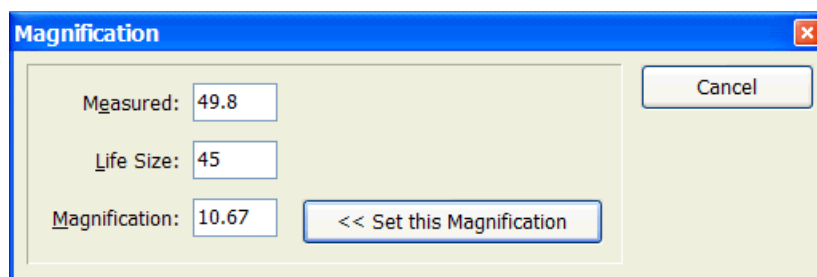 Magnification
Measured: 49.8
Cancel
Life Size: 45
Magnification: 10.67 << Set this Magnification